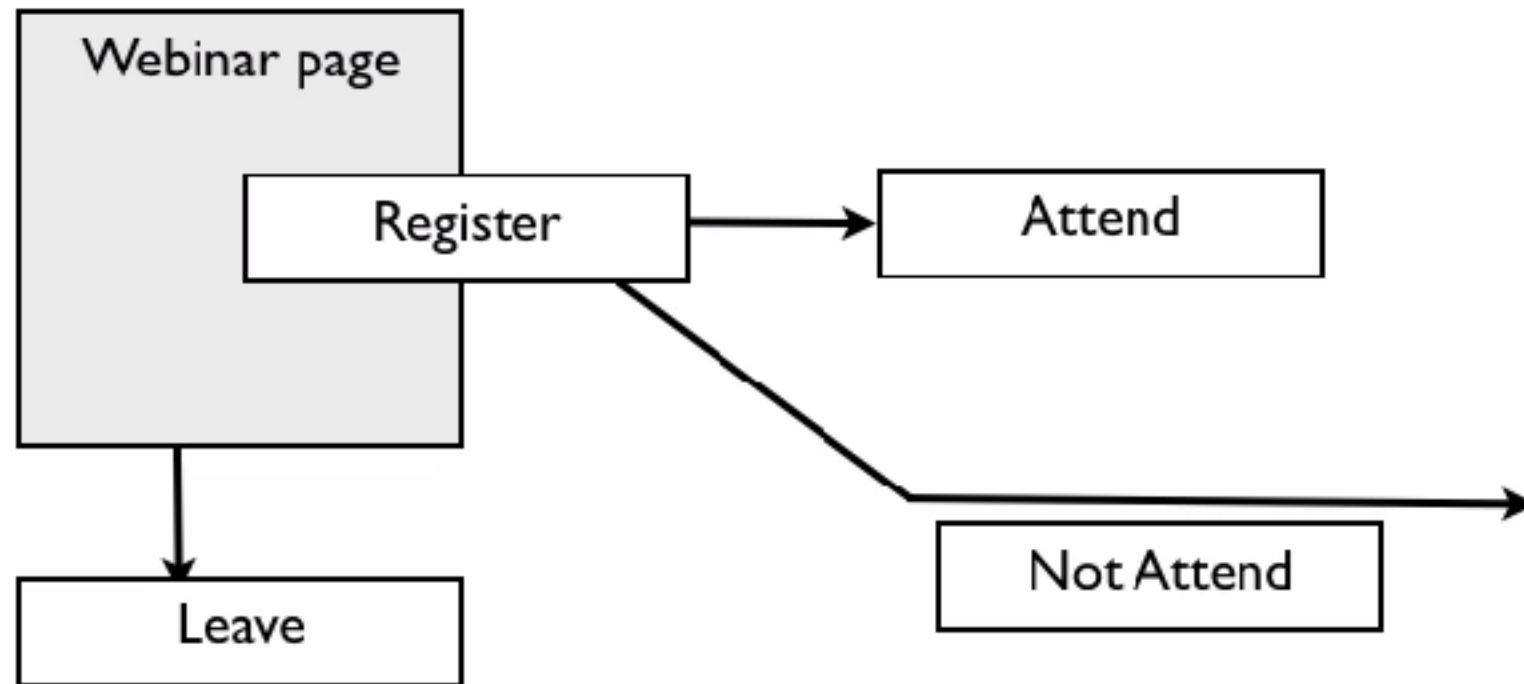 Webinar page
Register
Attend
Not Attend
Leave